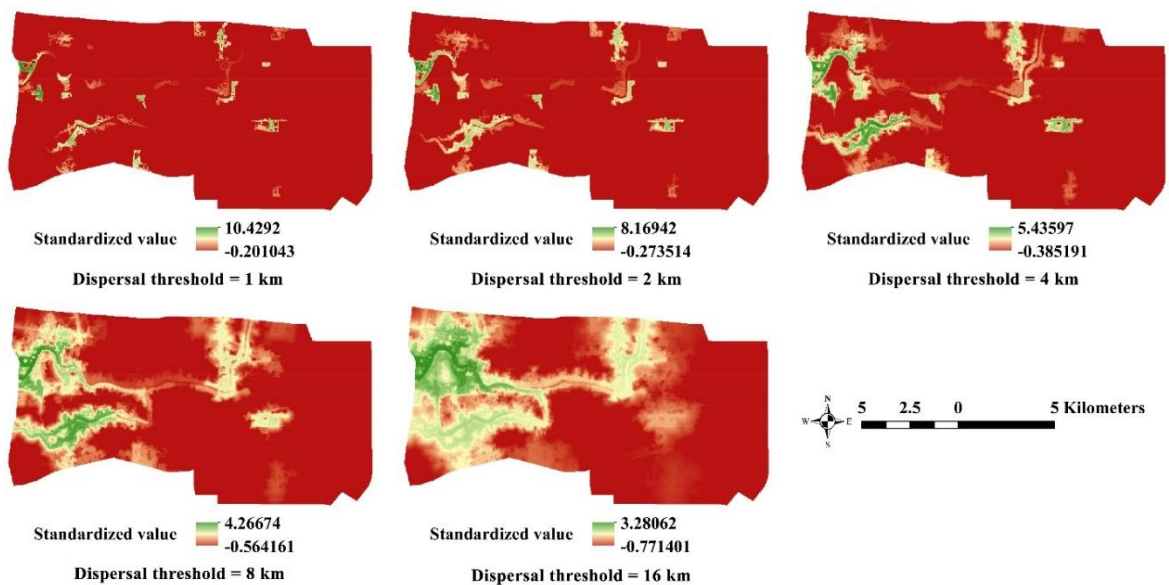 Standardized value
10.4292
-0.201043
Dispersal threshold = 1 km
Standardized value
8.16942
-0.273514
Dispersal threshold = 2 km
Standardized value
5.43597
-0.385191
Dispersal threshold = 4 km
Standardized value
4.26674
-0.564161
Dispersal threshold = 8 km
Standardized value
3.28062
-0.771401
Dispersal threshold = 16 km
N
W E
S
5 2.5 0 5 Kilometers